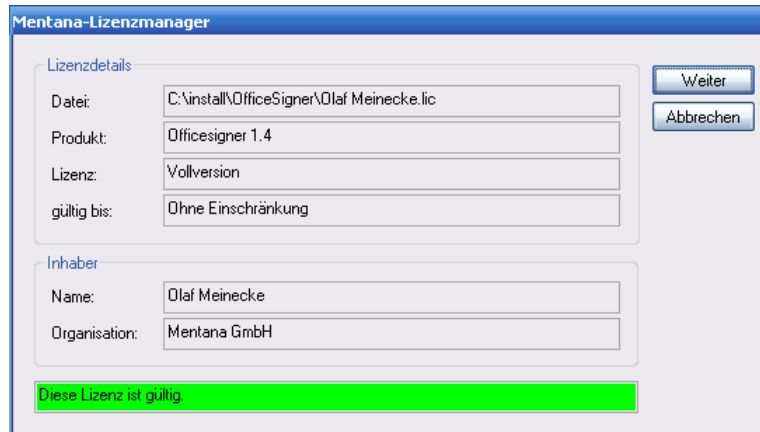 Mentana-Lizenzmanager
Lizenzdetails
Datei: C:\install\OfficeSigner\Olaf Meinecke.lic
Produkt: Officesigner 1.4
Lizenz: Vollversion
gültig bis: Ohne Einschränkung
Weiter
Abbrechen
Inhaber
Name: Olaf Meinecke
Organisation: Mentana GmbH
Diese Lizenz ist gültig.